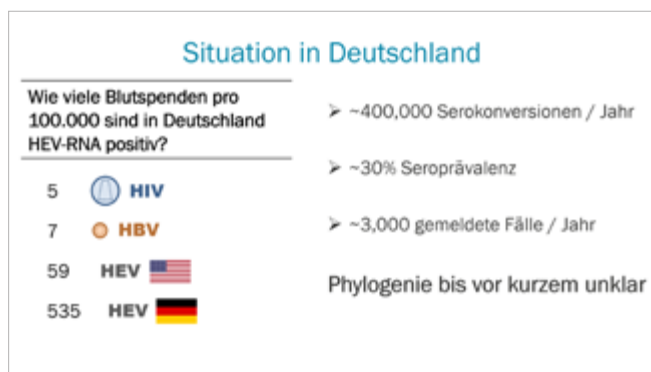 Situation in Deutschland
Wie viele Blutspenden pro
100.000 sind in Deutschland
HEV-RNA positiv?
5 HIV
7 HBV
59 HEV
535 HEV
➢ ~400,000 Serokonversionen / Jahr
➢ ~30% Seroprävalenz
➢ ~3,000 gemeldete Fälle / Jahr
Phylogenie bis vor kurzem unklar